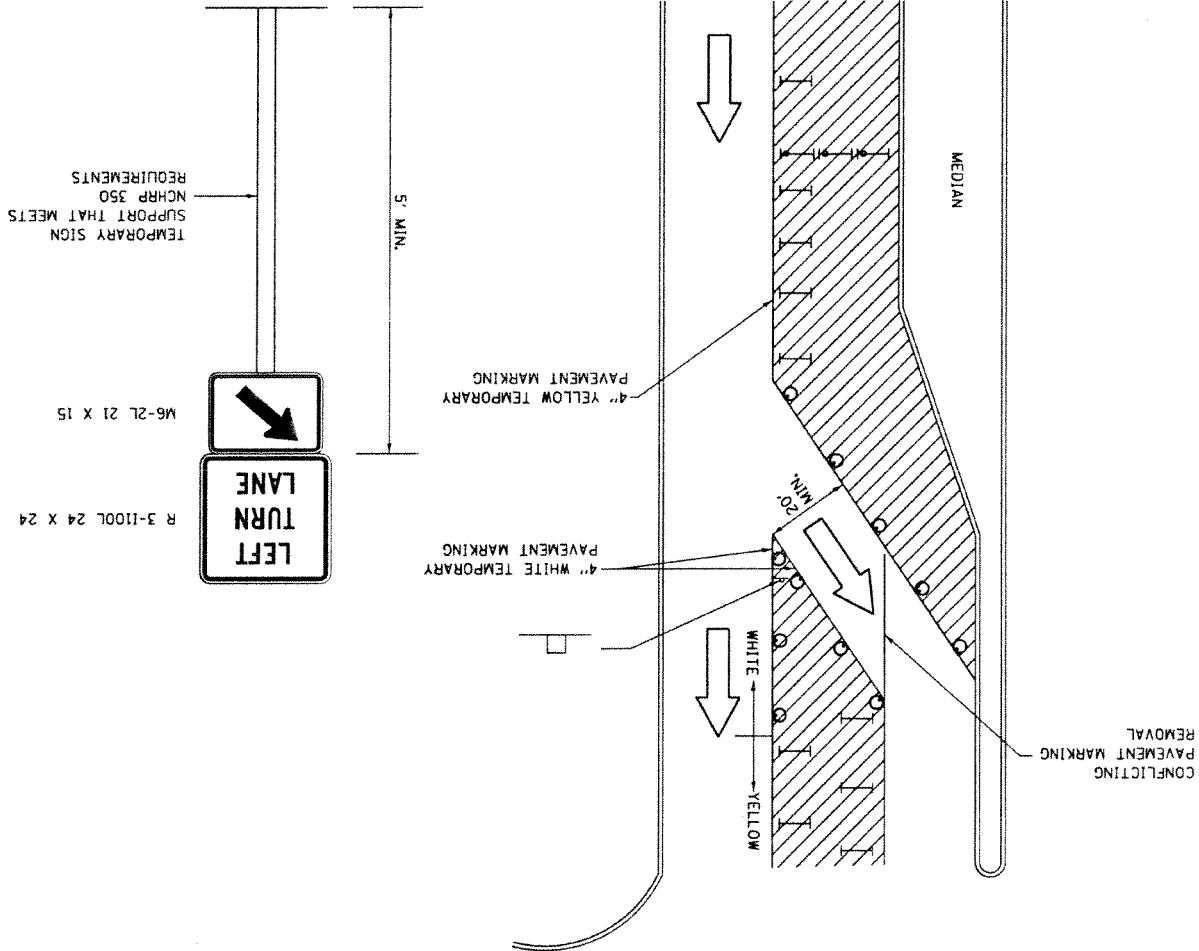 CONFLICTING
PAVEMENT MARKING
REMOVAL
YELLOW
WHITE
4" WHITE TEMPORARY
PAVEMENT MARKING
20'
MIN.
4" YELLOW TEMPORARY
PAVEMENT MARKING
MEDIAN
LEFT
TURN
LANE
R 3-I100L 24 X 24
M6-2L 21 X 15
5' MIN.
TEMPORARY SIGN
SUPPORT THAT MEETS
NCHRP 350
REQUIREMENTS